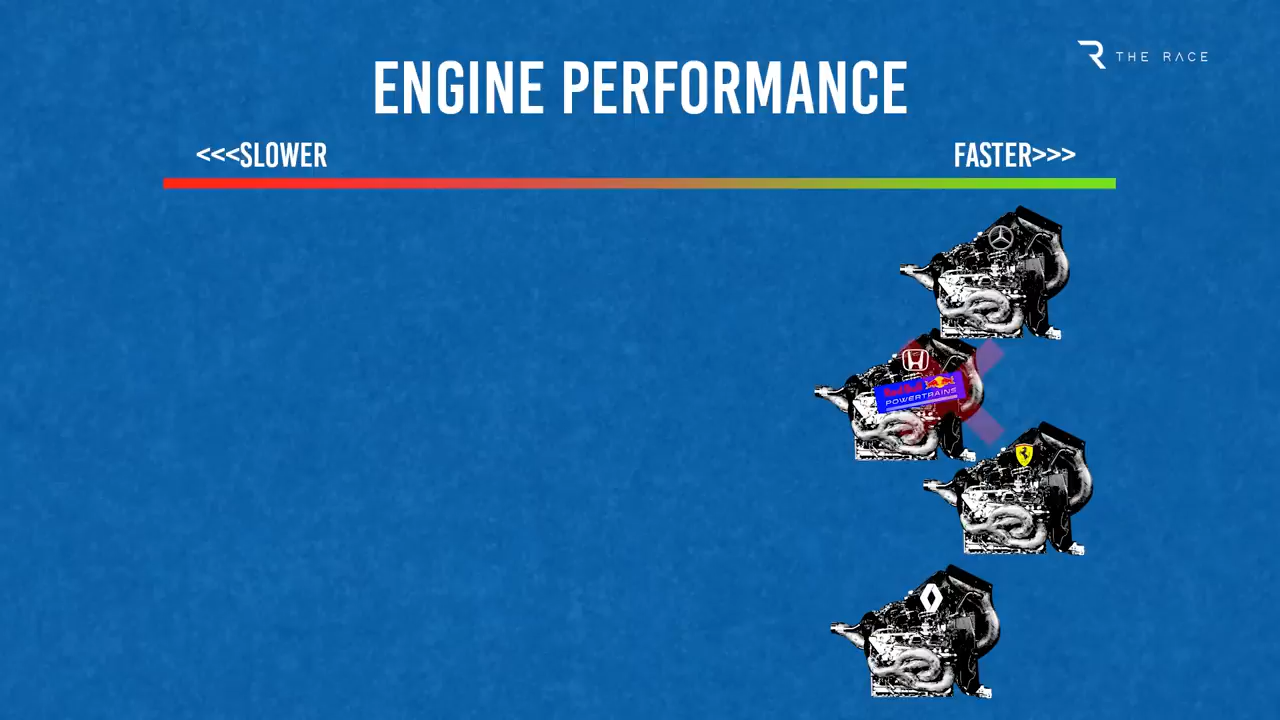 ENGINE PERFORMANCE
THE RACE
<<<SLOWER
FASTER>>>
POWERTRAINS